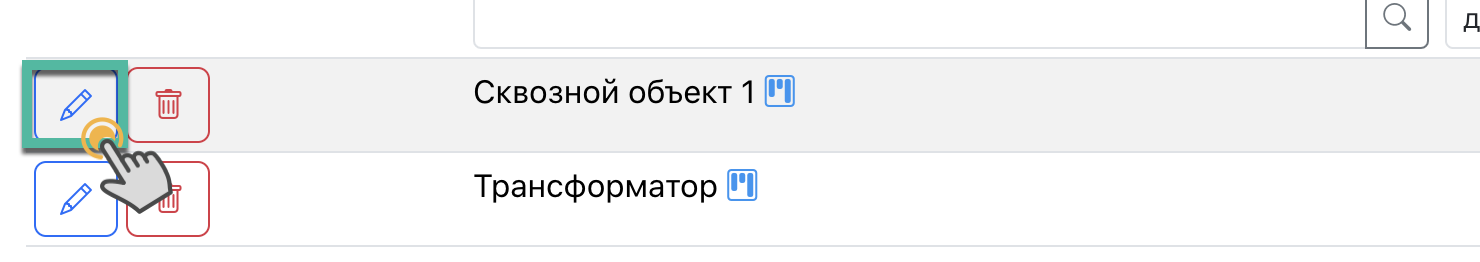 Д
Сквозной объект 1
Трансформатор